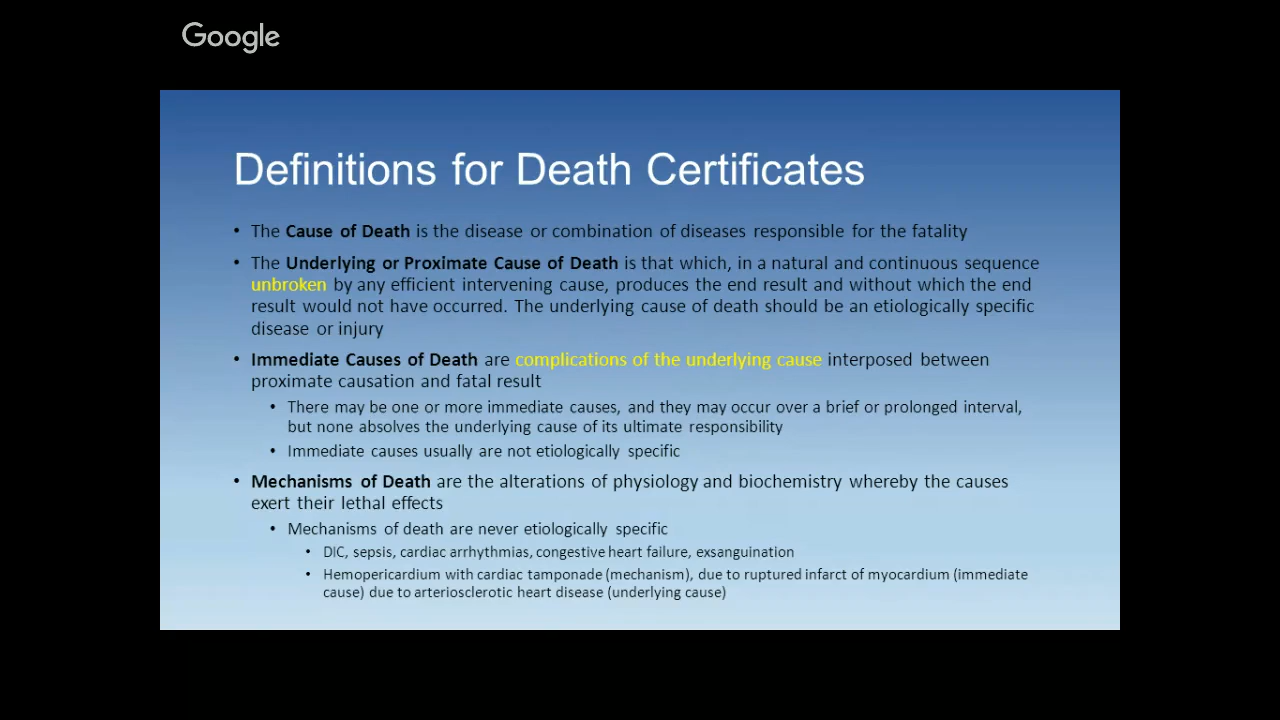 Google
Definitions for Death Certificates
• The Cause of Death is the disease or combination of diseases responsible for the fatality
• The Underlying or Proximate Cause of Death is that which, in a natural and continuous sequence
unbroken by any efficient intervening cause, produces the end result and without which the end
result would not have occurred. The underlying cause of death should be an etiologically specific
disease or injury
• Immediate Causes of Death are complications of the underlying cause interposed between
proximate causation and fatal result
• There may be one or more immediate causes, and they may occur over a brief or prolonged interval,
but none absolves the underlying cause of its ultimate responsibility
• Immediate causes usually are not etiologically specific
• Mechanisms of Death are the alterations of physiology and biochemistry whereby the causes
exert their lethal effects
• Mechanisms of death are never etiologically specific
• DIC, sepsis, cardiac arrhythmias, congestive heart failure, exsanguination
• Hemopericardium with cardiac tamponade (mechanism), due to ruptured infarct of myocardium (immediate
cause) due to arteriosclerotic heart disease (underlying cause)